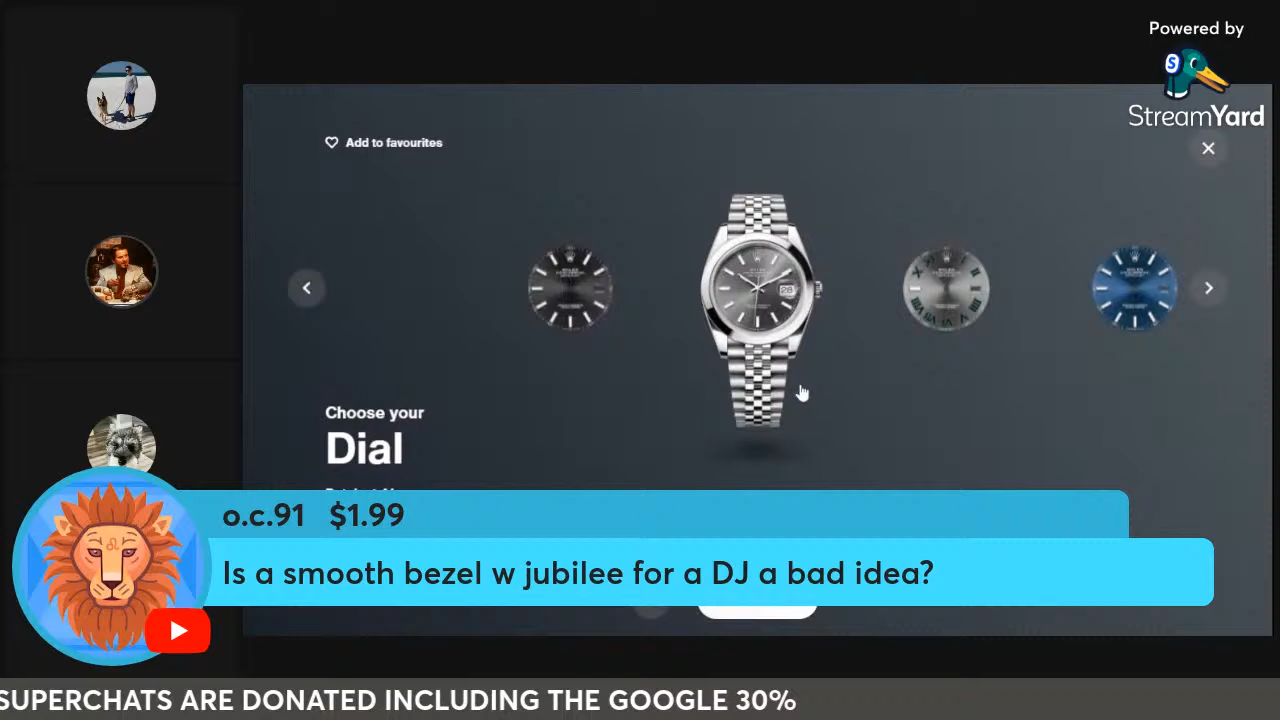 Powered by
StreamYard
Add to favourites
Choose your
Dial
o.c.91 $1.99
Is a smooth bezel w jubilee for a DJ a bad idea?
SUPERCHATS ARE DONATED INCLUDING THE GOOGLE 30%